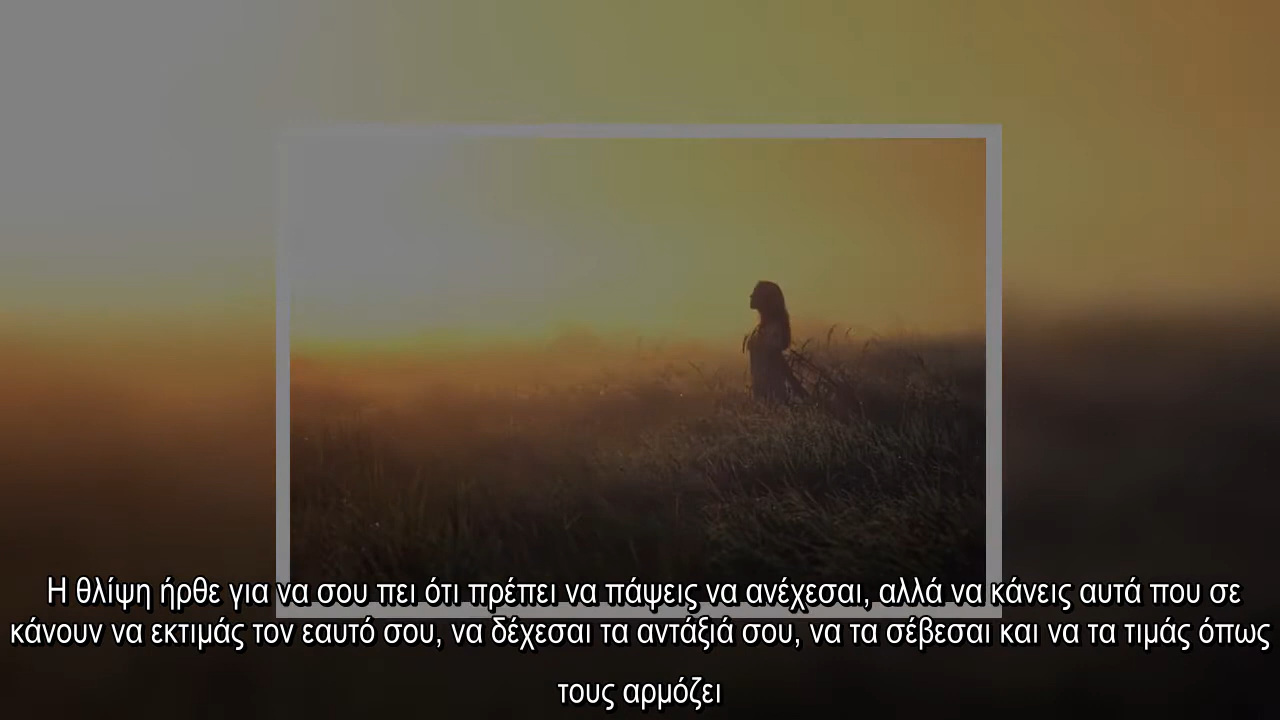 Η θλίψη ήρθε για να σου πει ότι πρέπει να πάψεις να ανέχεσαι, αλλά να κάνεις αυτά που σε
κάνουν να εκτιμάς τον εαυτό σου, να δέχεσαι τα αντάξιά σου, να τα σέβεσαι και να τα τιμάς όπως
τους αρμόζει